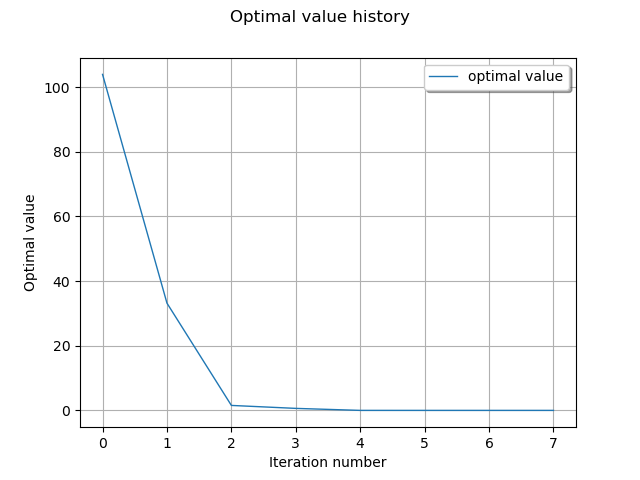 Optimal value history
optimal value
100
80
60
40
20
0
Optimal value
0 1 2 3 4 5 6 7
Iteration number